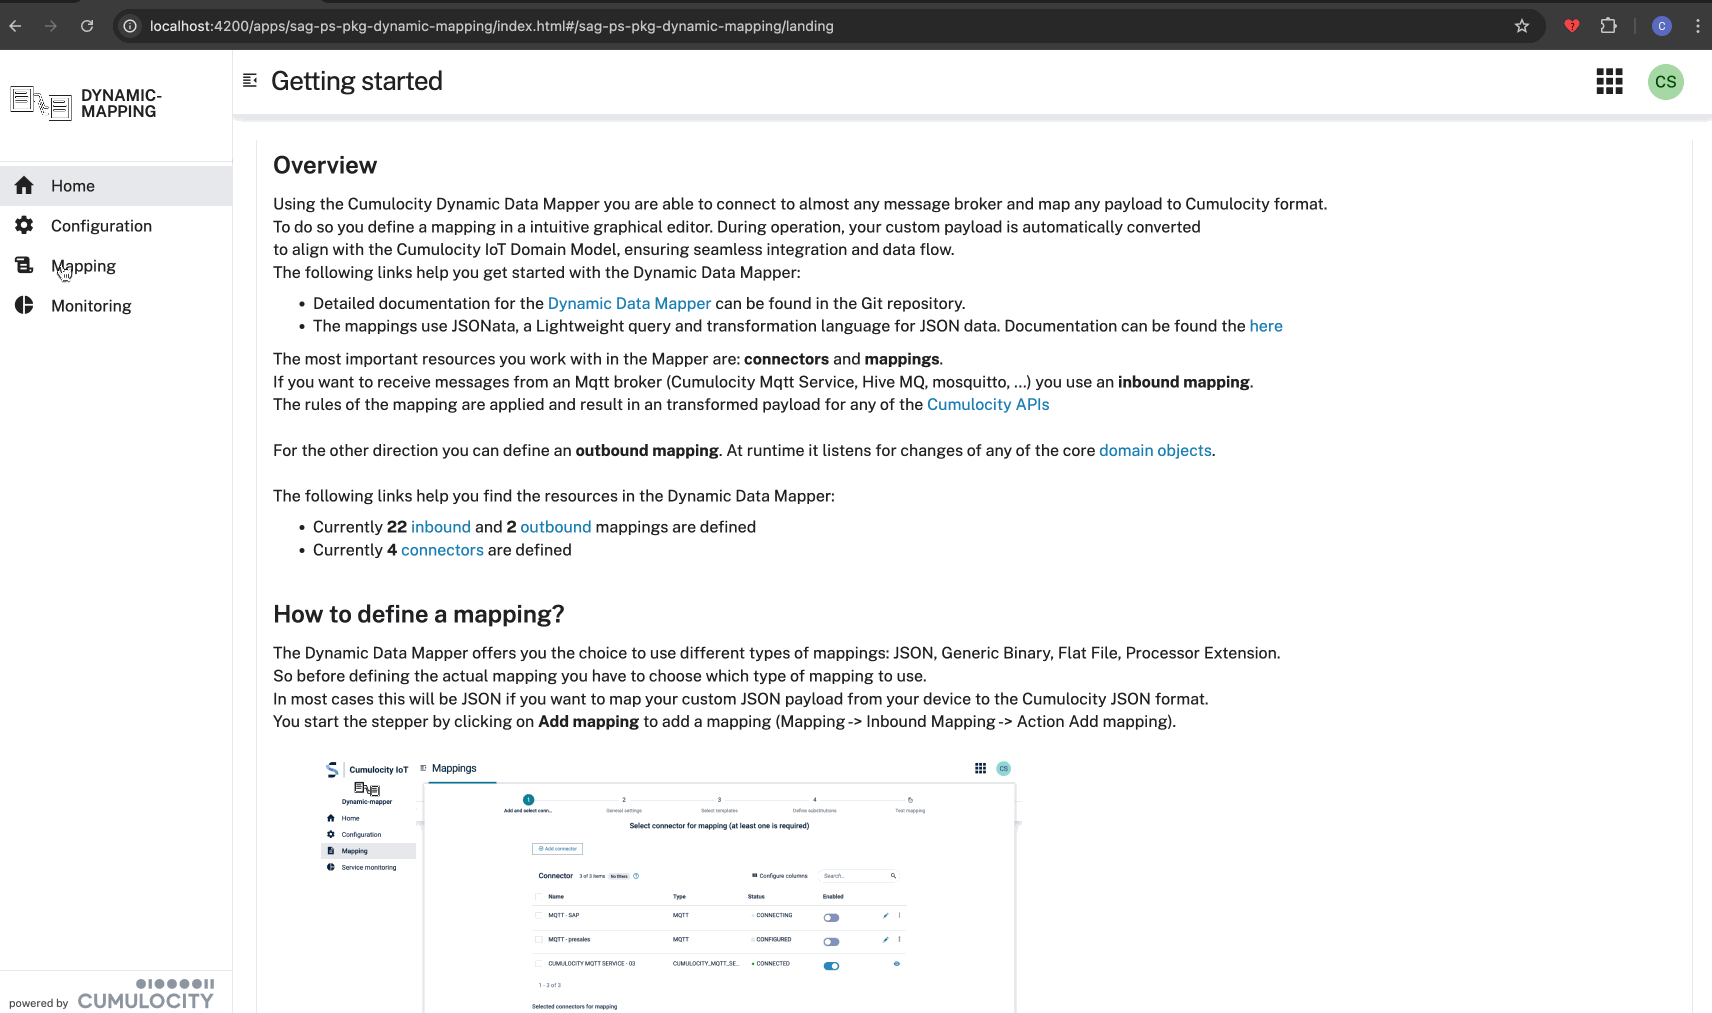 localhost:4200/apps/sag-ps-pkg-dynamic-mapping/index.html#/sag-ps-pkg-dynamic-mapping/landing
C
DYNAMIC-
MAPPING
Getting started
CS
Home
Configuration
Mapping
Monitoring
Overview
Using the Cumulocity Dynamic Data Mapper you are able to connect to almost any message broker and map any payload to Cumulocity format.
To do so you define a mapping in a intuitive graphical editor. During operation, your custom payload is automatically converted
to align with the Cumulocity IoT Domain Model, ensuring seamless integration and data flow.
The following links help you get started with the Dynamic Data Mapper:
• Detailed documentation for the Dynamic Data Mapper can be found in the Git repository.
• The mappings use JSONata, a Lightweight query and transformation language for JSON data. Documentation can be found the here
The most important resources you work with in the Mapper are: connectors and mappings.
If you want to receive messages from an Mqtt broker (Cumulocity Mqtt Service, Hive MQ, mosquitto, ...) you use an inbound mapping.
The rules of the mapping are applied and result in an transformed payload for any of the Cumulocity APIs
For the other direction you can define an outbound mapping. At runtime it listens for changes of any of the core domain objects.
The following links help you find the resources in the Dynamic Data Mapper:
• Currently 22 inbound and 2 outbound mappings are defined
• Currently 4 connectors are defined
How to define a mapping?
The Dynamic Data Mapper offers you the choice to use different types of mappings: JSON, Generic Binary, Flat File, Processor Extension.
So before defining the actual mapping you have to choose which type of mapping to use.
In most cases this will be JSON if you want to map your custom JSON payload from your device to the Cumulocity JSON format.
You start the stepper by clicking on Add mapping to add a mapping (Mapping -> Inbound Mapping -> Action Add mapping).
Cumulocity IoT
Mappings
CS
Dynamic-mapper
Home
Configuration
Mapping
Service monitoring
1 2 3 4
Add and select conn... General settings Select templates Define substitutions Test mapping
Select connector for mapping (at least one is required)
Add connector
Connector 3 of 3 items No filters Configure columns Search...
Name Type Status Enabled
MQTT - SAP MQTT CONNECTING
MQTT - presales MQTT CONFIGURED
CUMULOCITY MQTT SERVICE - 03 CUMULOCITY_MQTT_SE... CONNECTED
1 - 3 of 3
Selected connectors for mapping
powered by CUMULOCITY